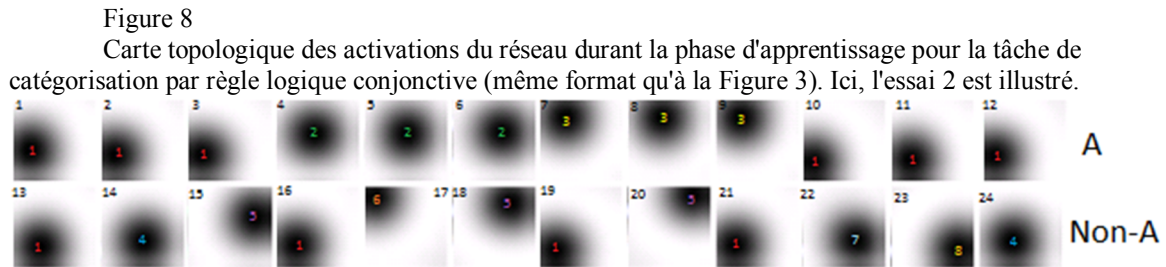 Figure 8
Carte topologique des activations du réseau durant la phase d'apprentissage pour la tâche de
catégorisation par règle logique conjonctive (même format qu'à la Figure 3). Ici, l'essai 2 est illustré.
1 2 3 4 5 6 7 8 9 10 11 12
1 1 1 2 2 2 3 3 3 1 1 1 A
13 14 15 16 17 18 19 20 21 22 23 24
1 4 5 1 6 5 1 5 1 7 8 4 Non-A